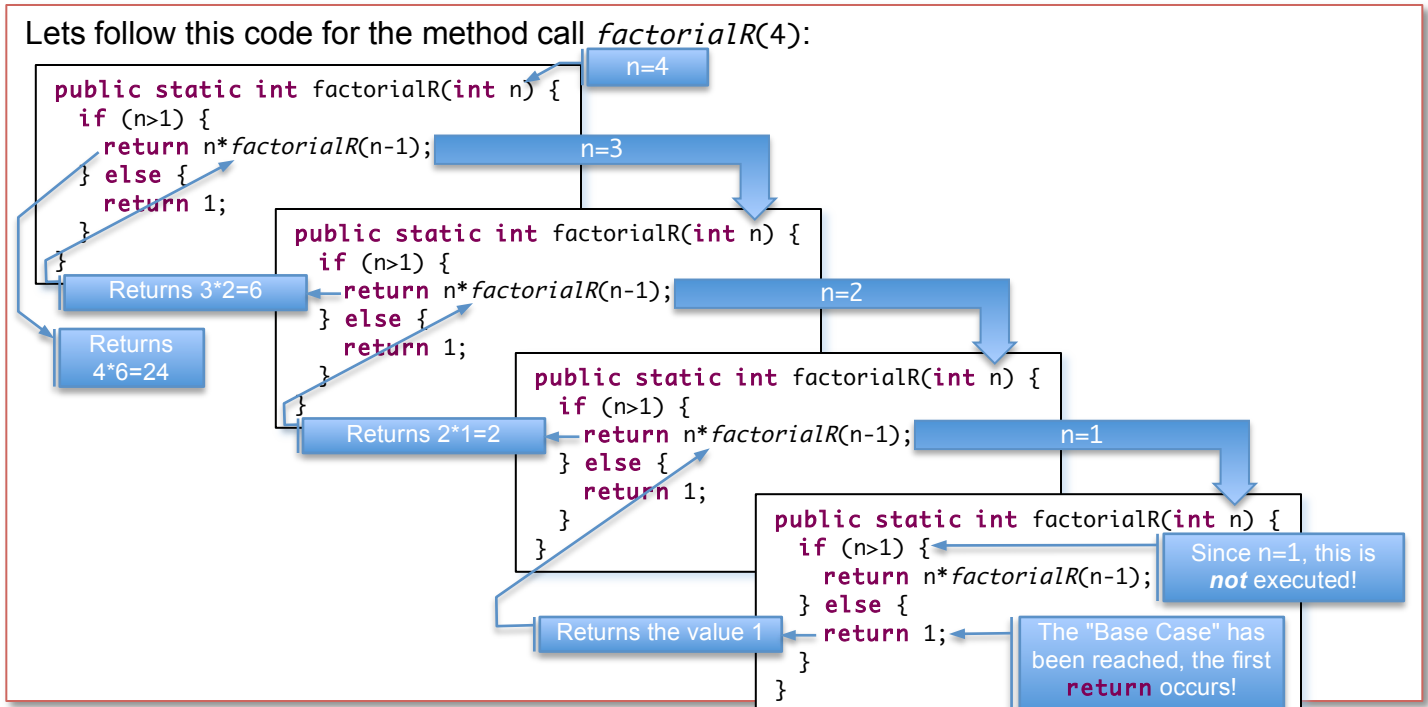 Lets follow this code for the method call factorialR(4):
n=4
public static int factorialR(int n) {
if (n>1) {
return n*factorialR(n-1);
} else {
return 1;
}
}
n=3
public static int factorialR(int n) {
if (n>1) {
return n*factorialR(n-1);
} else {
return 1;
}
}
Returns 3*2=6
Returns
4*6=24
n=2
public static int factorialR(int n) {
if (n>1) {
return n*factorialR(n-1);
} else {
return 1;
}
}
Returns 2*1=2
n=1
public static int factorialR(int n) {
if (n>1) {
return n*factorialR(n-1);
} else {
return 1;
}
}
Since n=1, this is
not executed!
Returns the value 1
The "Base Case" has
been reached, the first
return occurs!